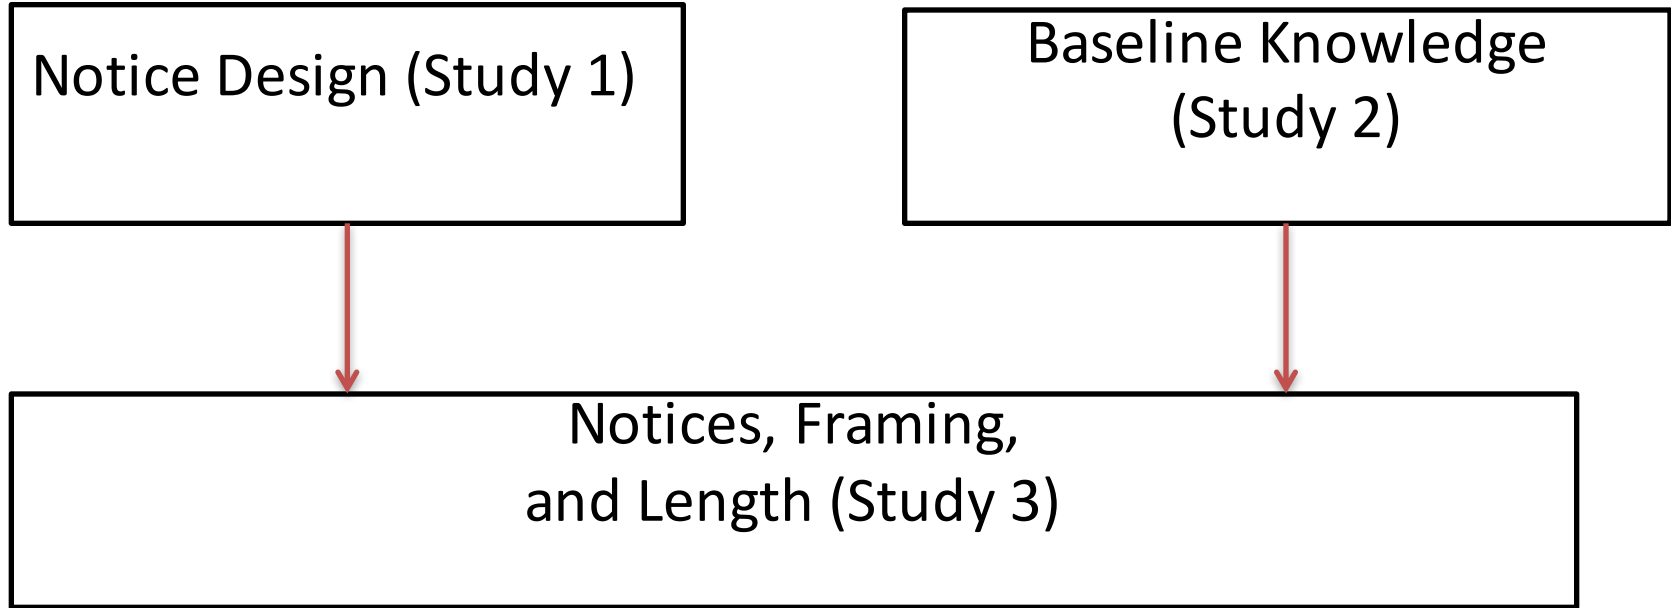 Notice Design (Study 1)
Baseline Knowledge
(Study 2)
Notices, Framing,
and Length (Study 3)